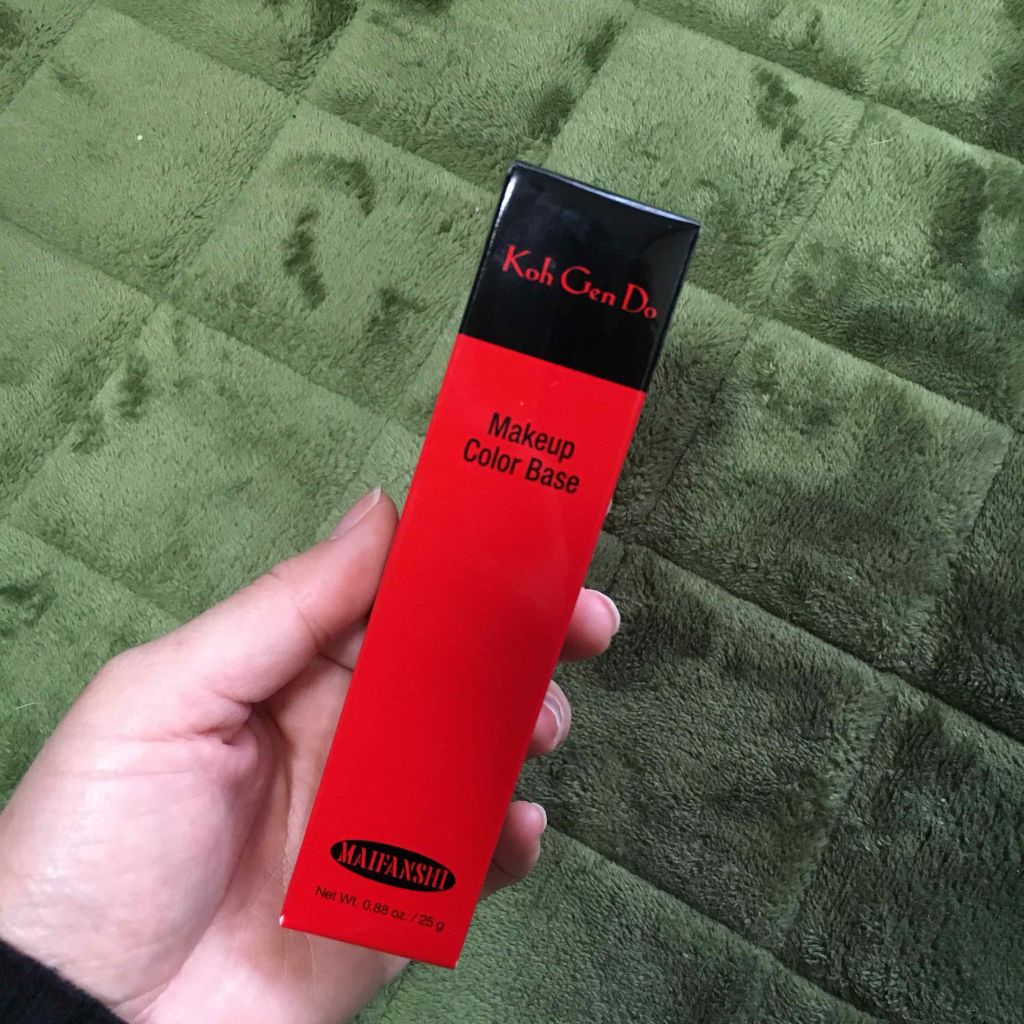 Koh Gen Do
Makeup
Color Base
MAIFANSHI
Net Wt. 0.88 oz. / 25 g